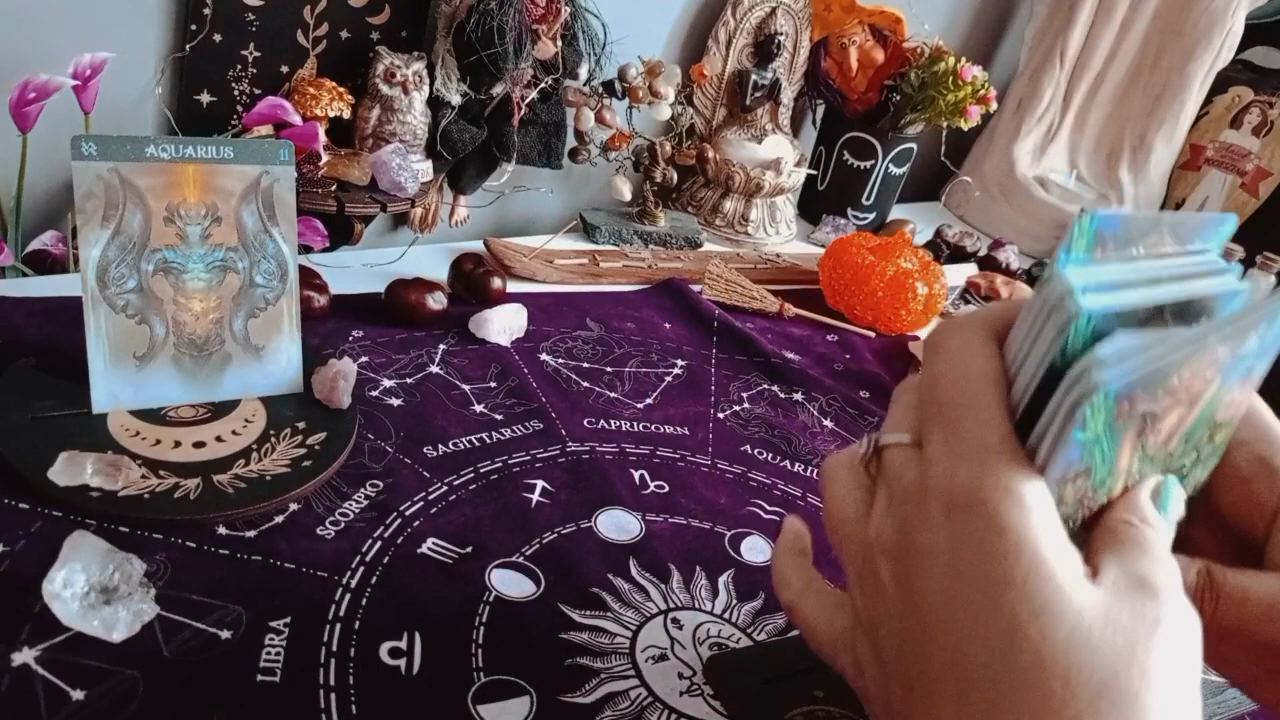 AQUARIUS 11
SAGITTARIUS
CAPRICORN
AQUARIU
SCORPIO
LIBRA